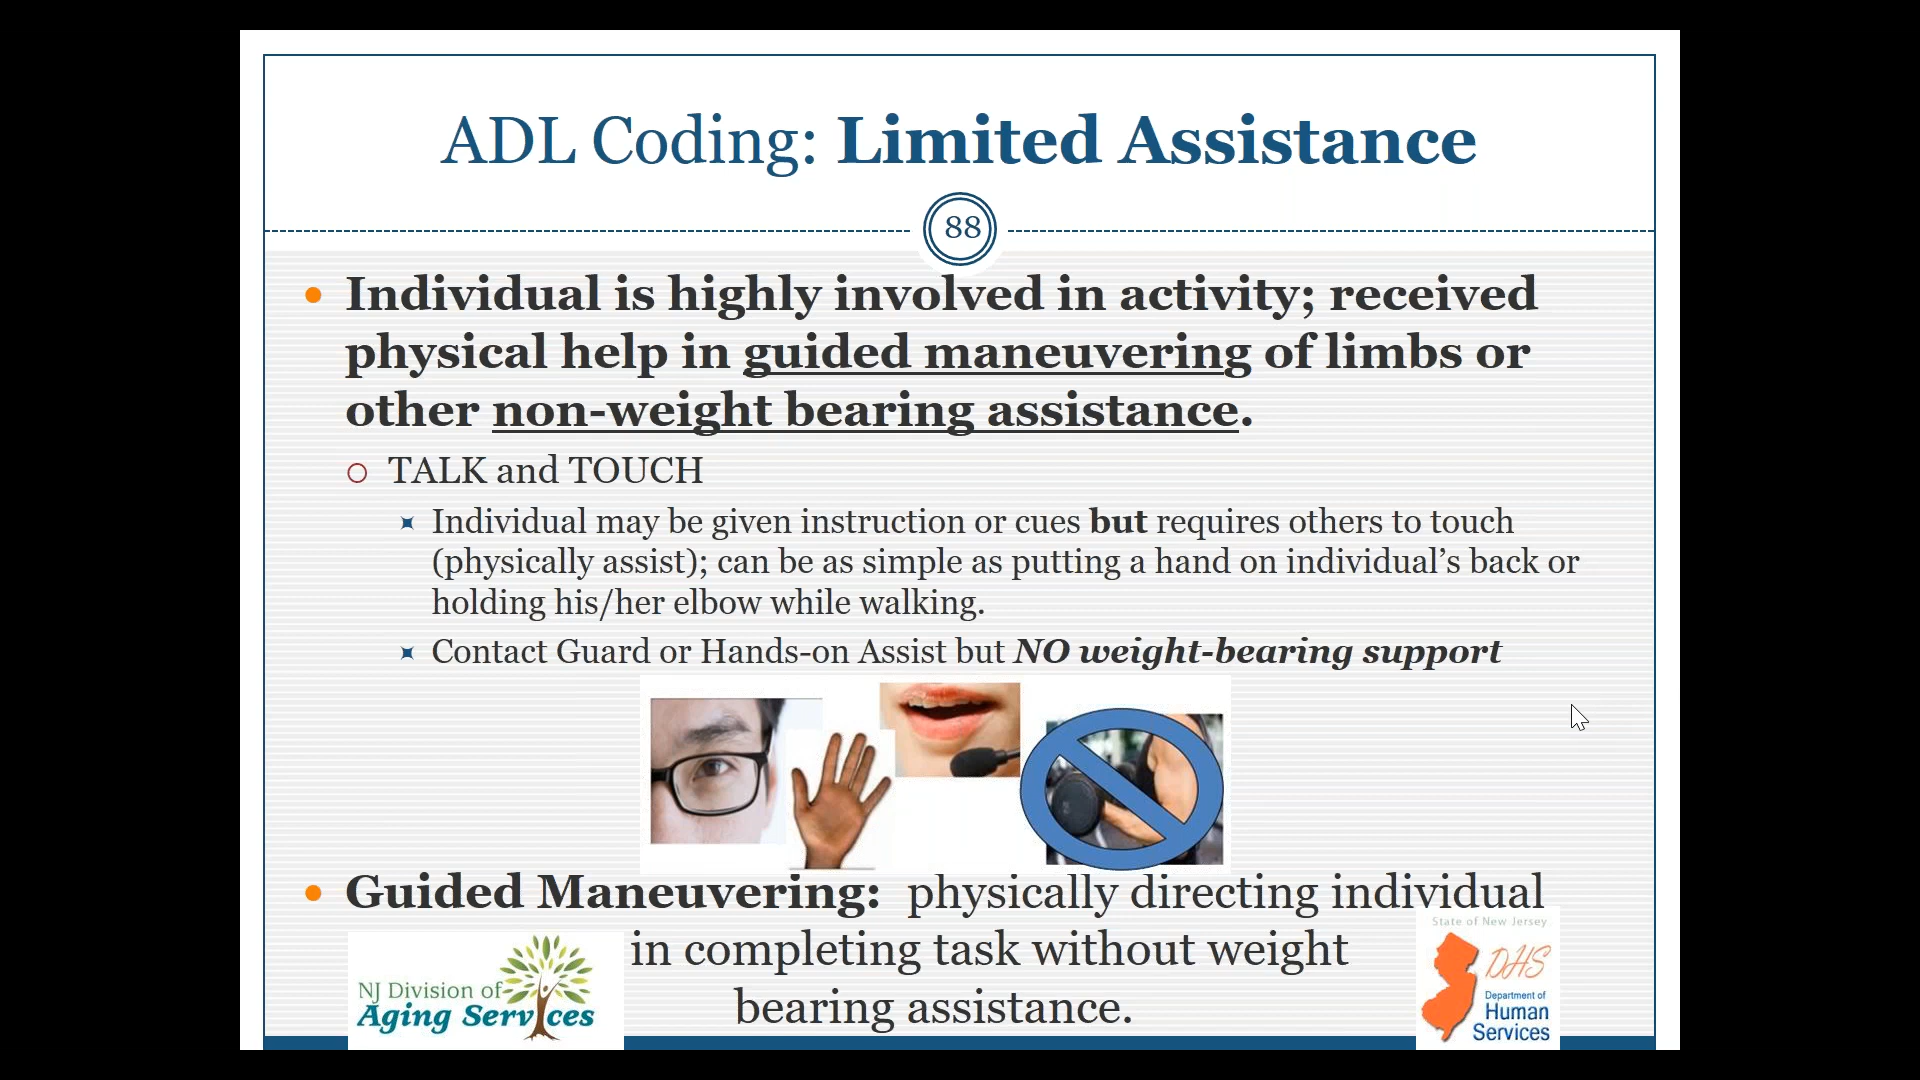 ADL Coding: Limited Assistance
88
Individual is highly involved in activity; received
physical help in guided maneuvering of limbs or
other non-weight bearing assistance.
TALK and TOUCH
Individual may be given instruction or cues but requires others to touch
(physically assist); can be as simple as putting a hand on individual’s back or
holding his/her elbow while walking.
Contact Guard or Hands-on Assist but NO weight-bearing support
Guided Maneuvering: physically directing individual
in completing task without weight
bearing assistance.
NJ Division of
Aging Services
State of New Jersey
DHS
Department of
Human
Services